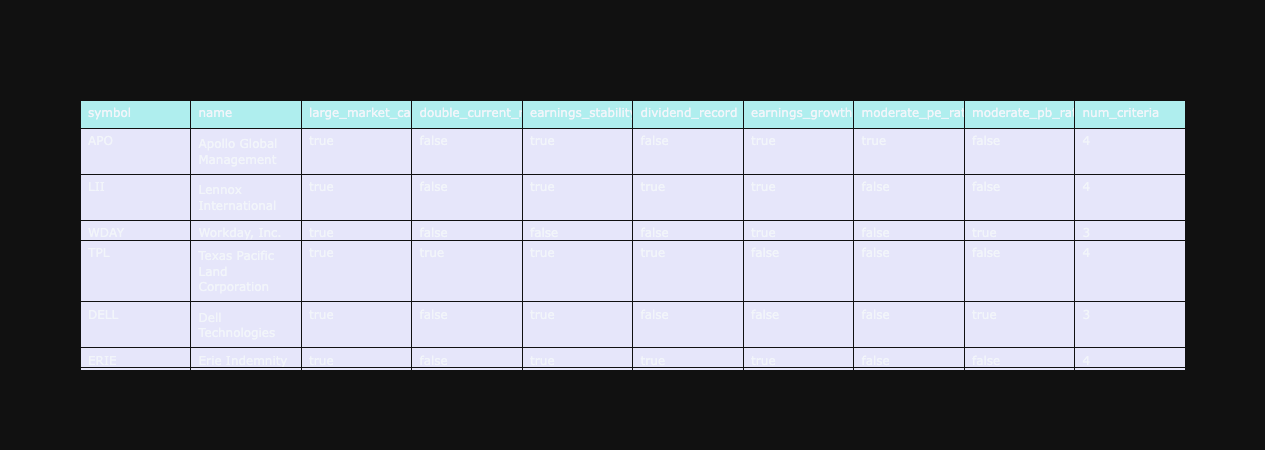 symbol name large_market_ca double_current_r earnings_stabilit dividend_record earnings_growth moderate_pe_rat moderate_pb_rat num_criteria
APO Apollo Global true false true false true true false 4
Management
LII Lennox true false true true true false false 4
International
WDAY Workday, Inc. true false false false true false true 3
TPL Texas Pacific true true true true false false false 4
Land
Corporation
DELL Dell true false true false false false true 3
Technologies
ERIE Erie Indemnity true false true true true false false 4